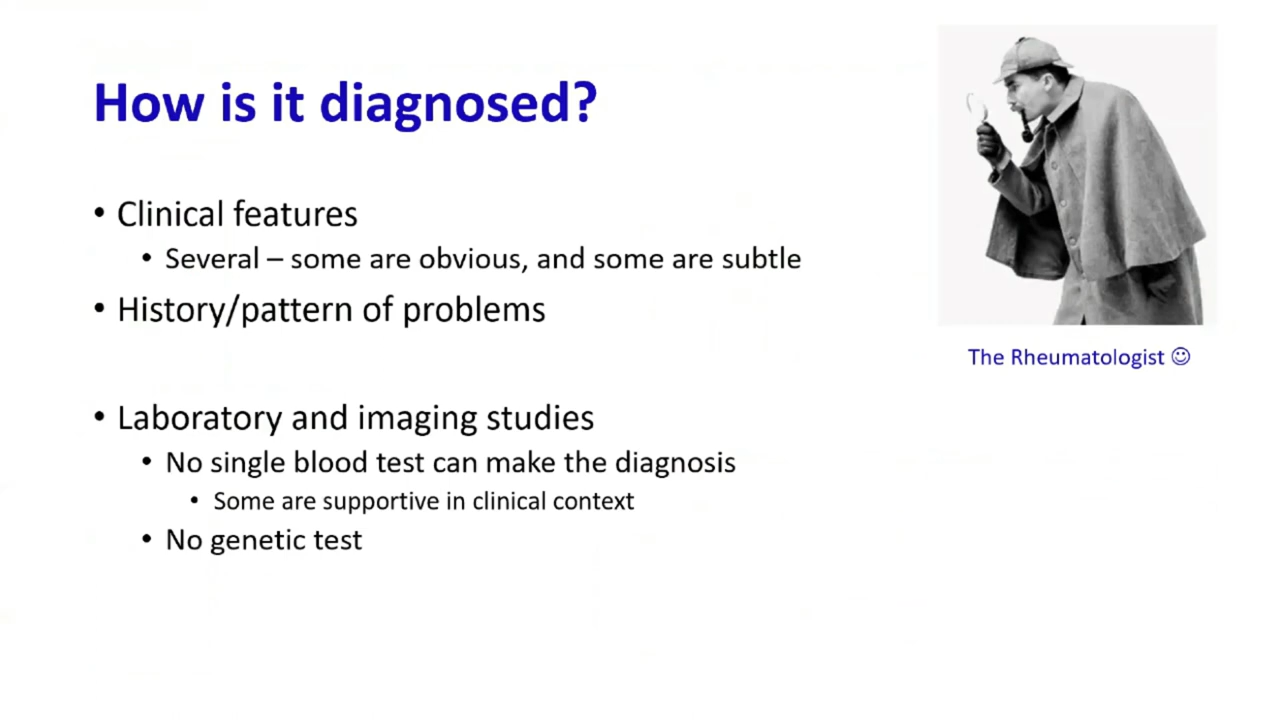 How is it diagnosed?
• Clinical features
• Several – some are obvious, and some are subtle
• History/pattern of problems
The Rheumatologist ☺
• Laboratory and imaging studies
• No single blood test can make the diagnosis
• Some are supportive in clinical context
• No genetic test